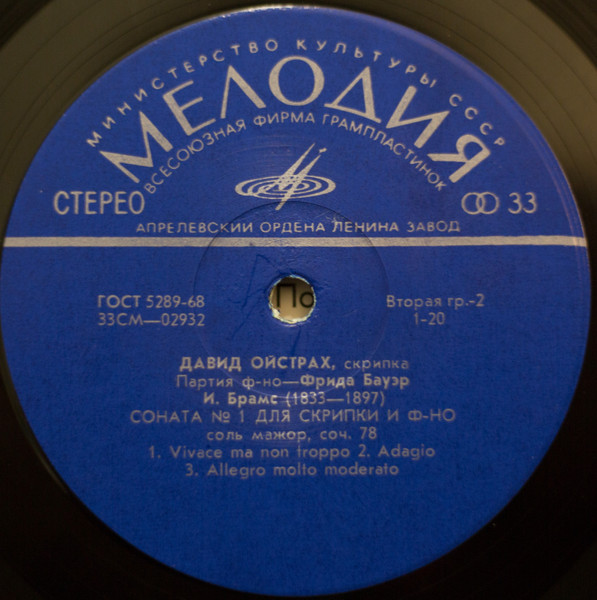 МИНИСТЕРСТВО КУЛЬТУРЫ СССР
МЕЛОДИЯ
ВСЕСОЮЗНАЯ ФИРМА ГРАМПЛАСТИНОК
СТЕРЕО
33
АПРЕЛЕВСКИЙ ОРДЕНА ЛЕНИНА ЗАВОД
ГОСТ 5289-68
33СМ—02932
По
Вторая гр.-2
1-20
ДАВИД ОЙСТРАХ, скрипка
Партия ф-но—Фрида Бауэр
И. Брамс (1833—1897)
СОНАТА № 1 ДЛЯ СКРИПКИ И Ф-НО
соль мажор, соч. 78
1. Vivace ma non troppo 2. Adagio
3. Allegro molto moderato